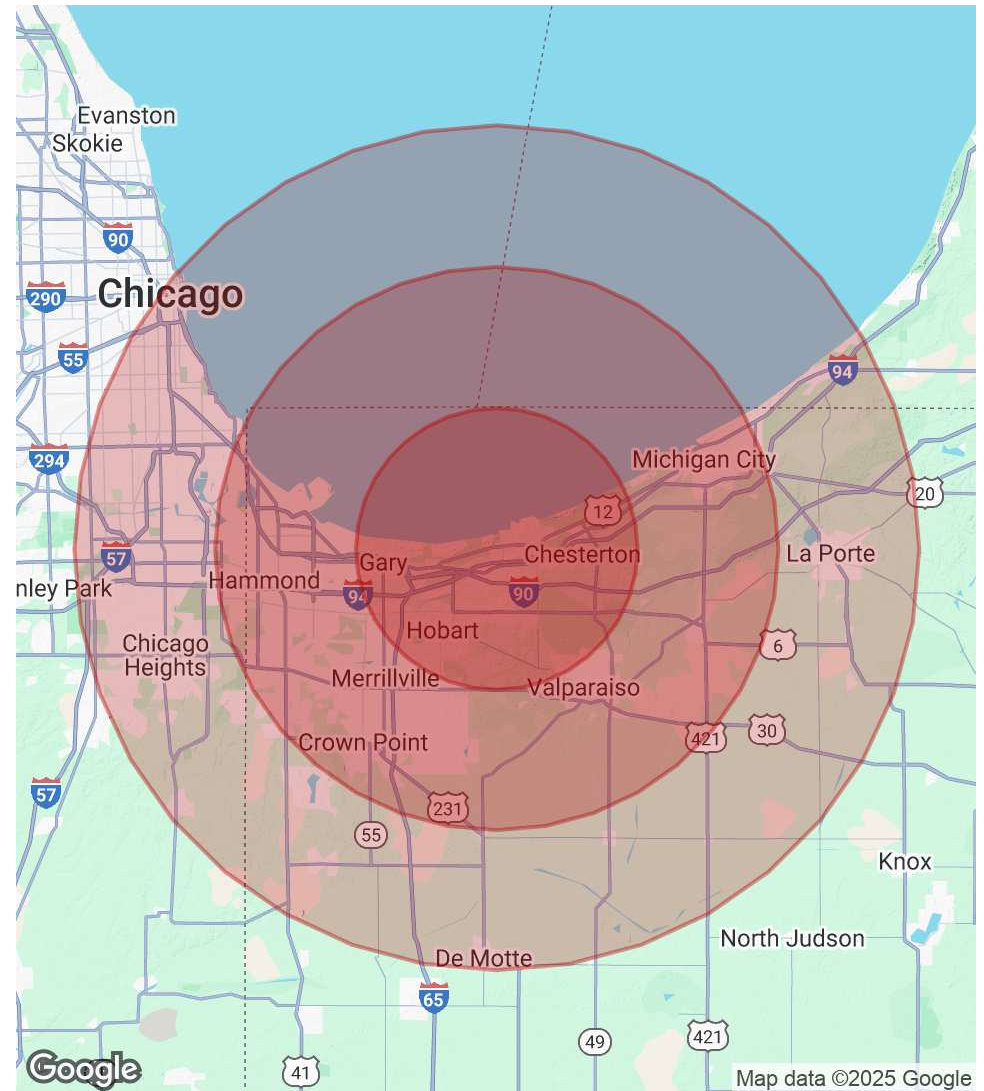 Evanston
Skokie
90
Chicago
290
55
94
294
Michigan City
20
12
57
Gary
Chesterton
La Porte
nley Park
Hammond
94
90
Hobart
Chicago
Heights
6
Merrillville
Valparaiso
Crown Point
421
30
57
231
55
Knox
North Judson
De Motte
65
49
421
41
Google
Map data ©2025 Google